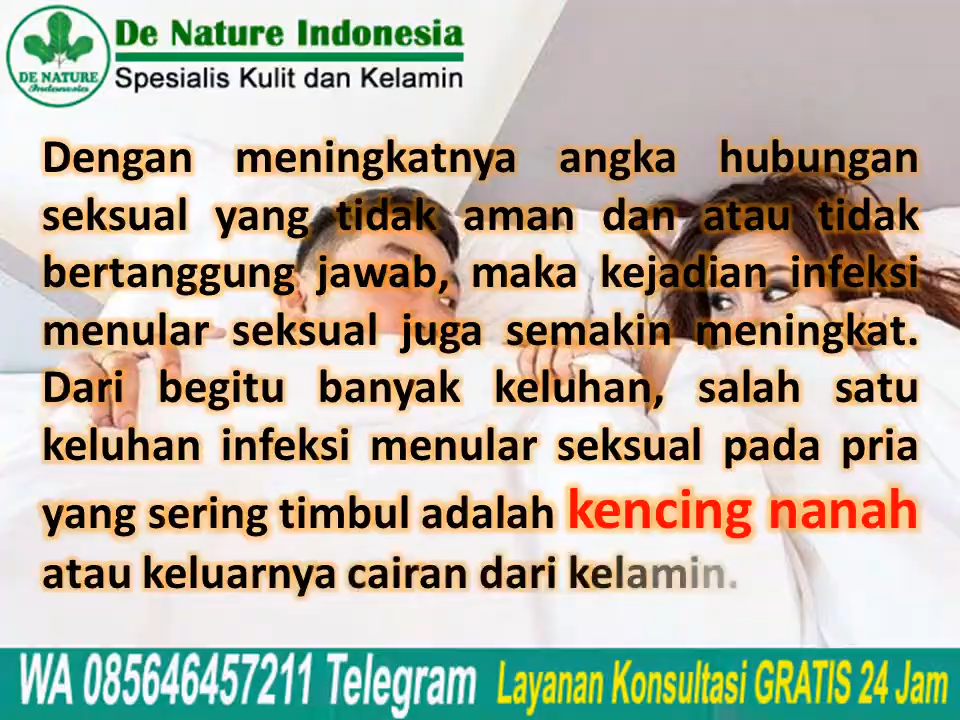 De Nature Indonesia
Spesialis Kulit dan Kelamin
DE NATURE
Indonesia
Dengan meningkatnya angka hubungan
seksual yang tidak aman dan atau tidak
bertanggung jawab, maka kejadian infeksi
menular seksual juga semakin meningkat.
Dari begitu banyak keluhan, salah satu
keluhan infeksi menular seksual pada pria
yang sering timbul adalah kencing nanah
atau keluarnya cairan dari kelamin.
WA 085646457211 Telegram Layanan Konsultasi GRATIS 24 Jam